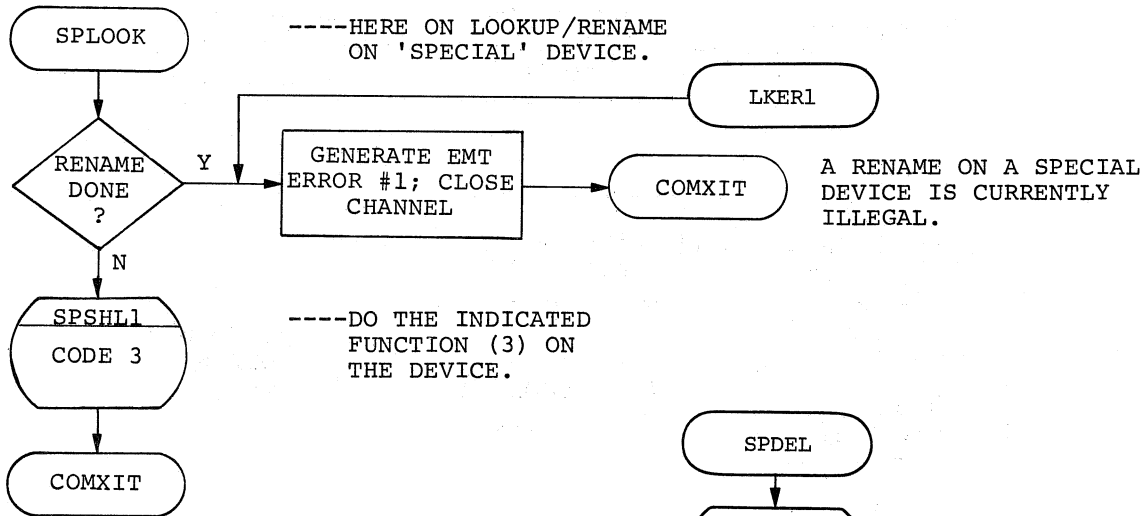 SPLOOK
----HERE ON LOOKUP/RENAME
ON 'SPECIAL' DEVICE.
LKER1
RENAME
DONE
?
Y
GENERATE EMT
ERROR #1; CLOSE
CHANNEL
COMXIT
A RENAME ON A SPECIAL
DEVICE IS CURRENTLY
ILLEGAL.
N
SPSHL1
CODE 3
----DO THE INDICATED
FUNCTION (3) ON
THE DEVICE.
COMXIT
SPDEL